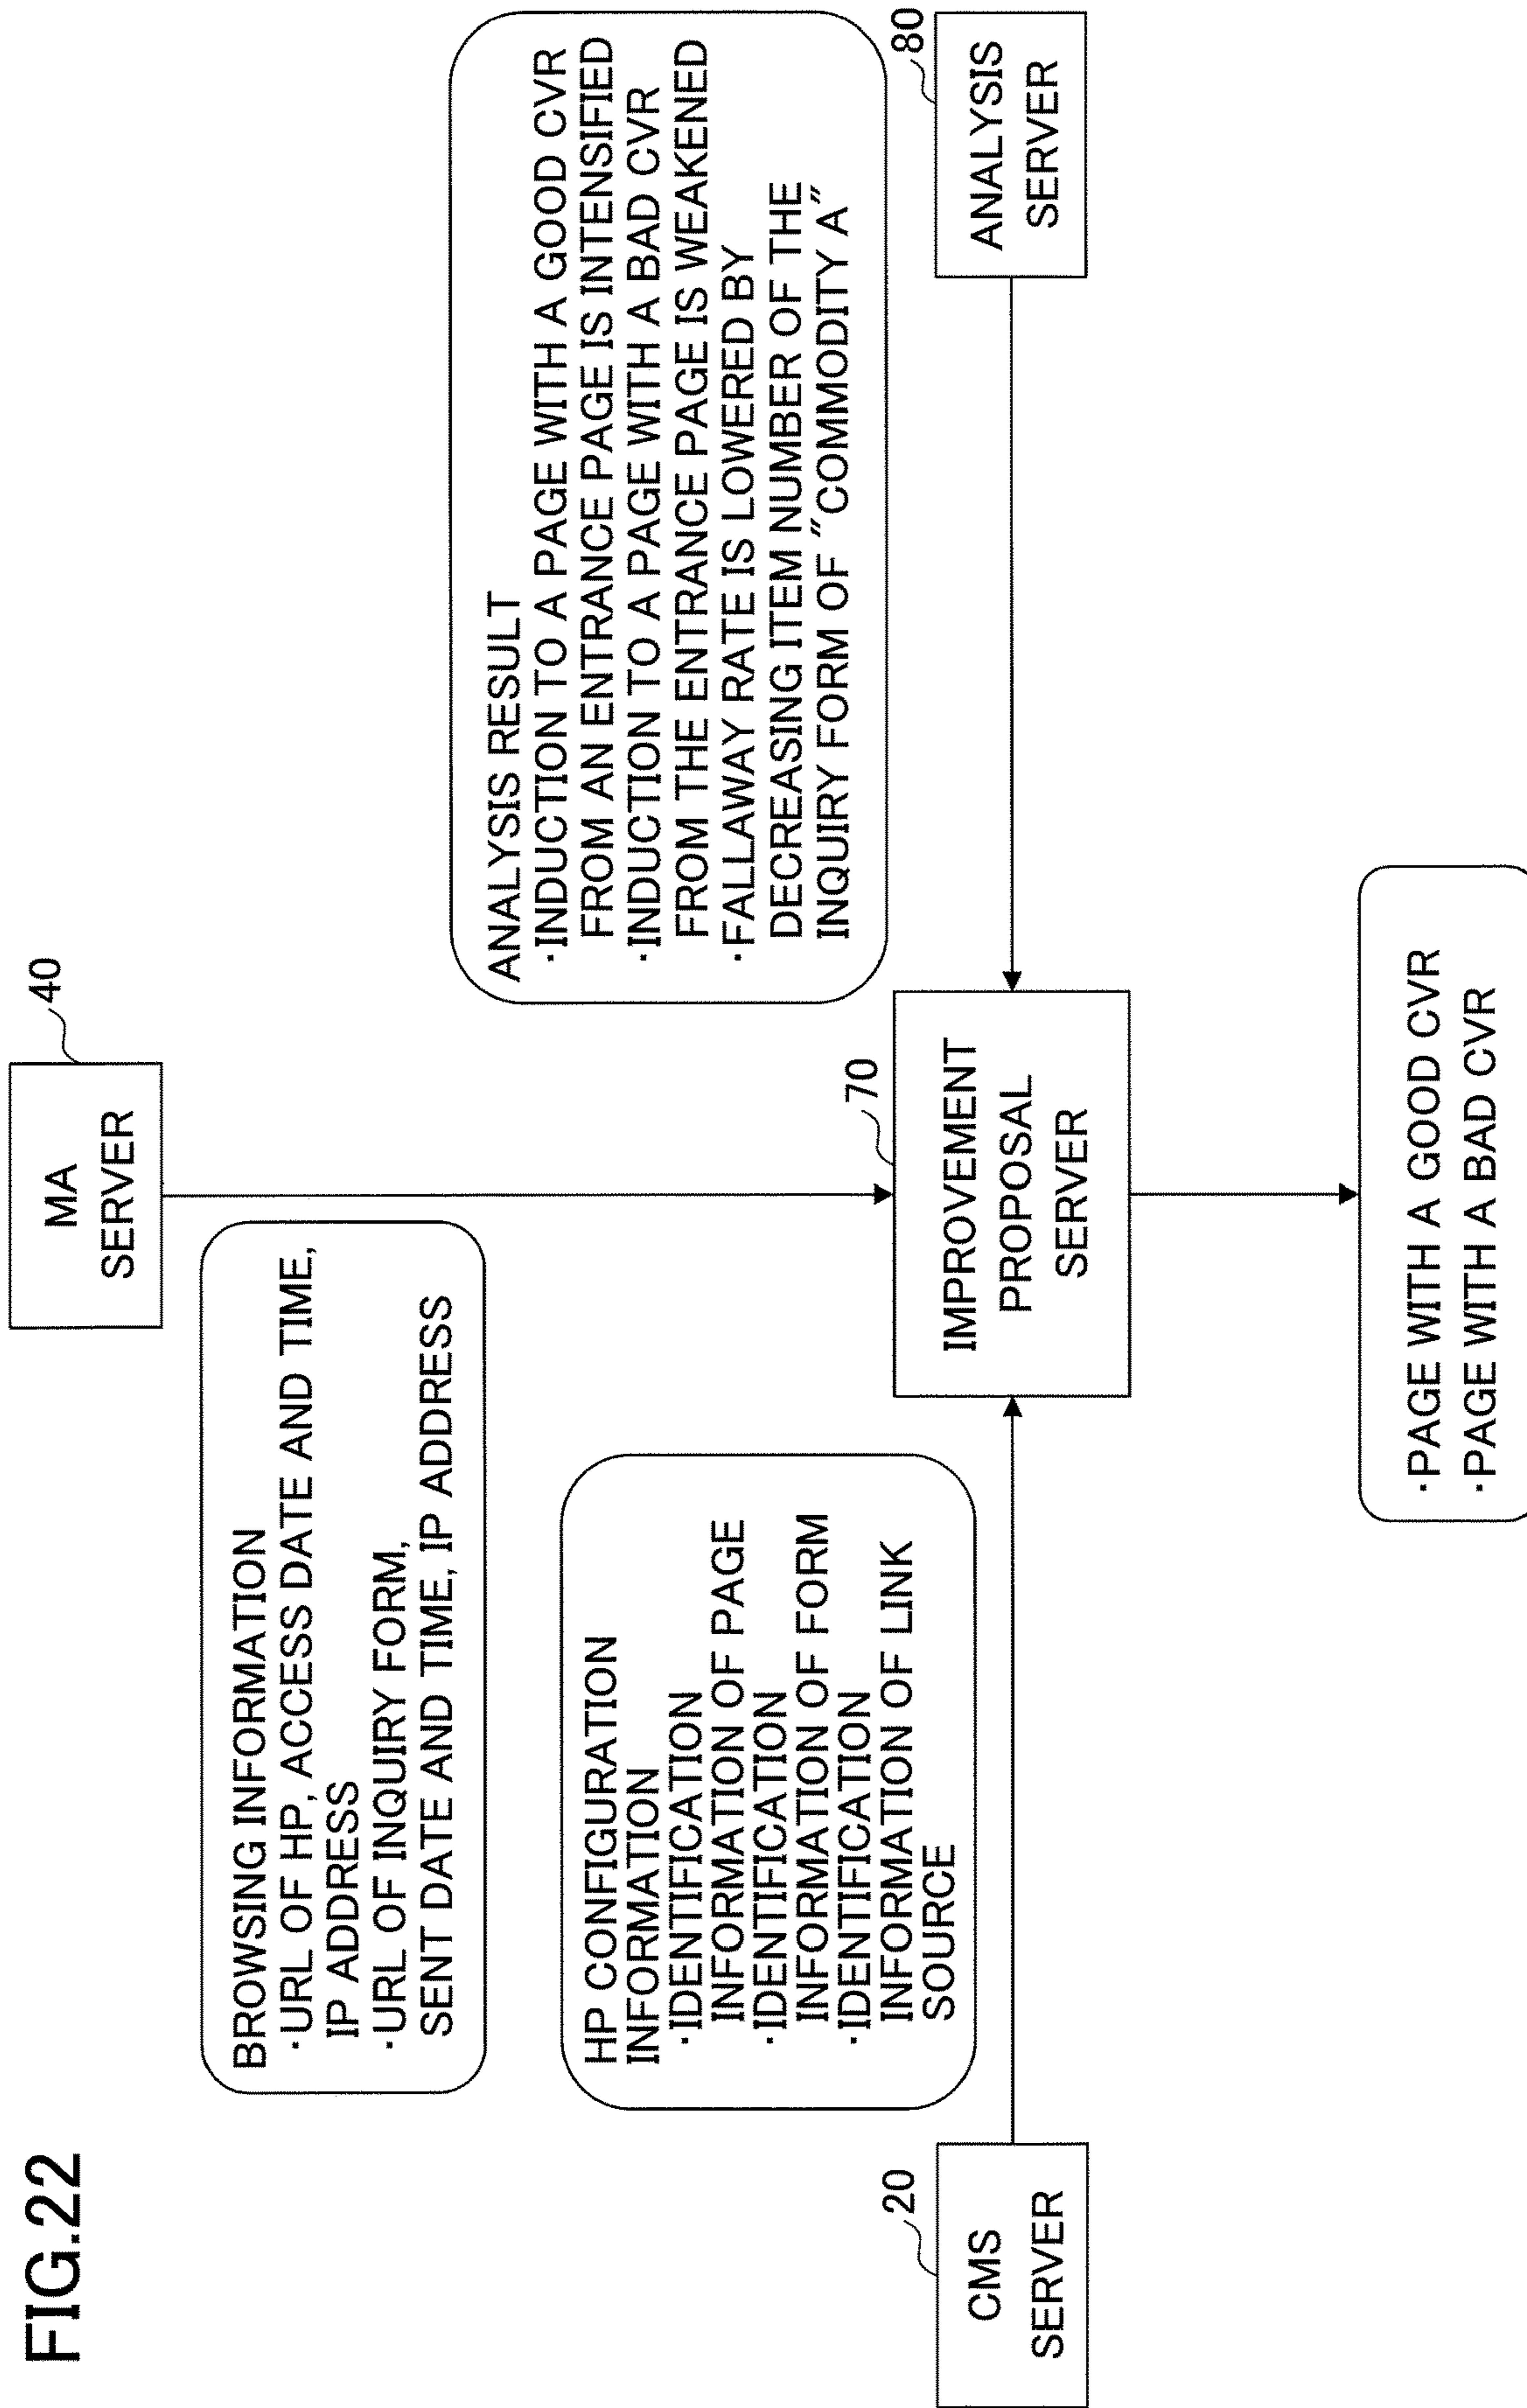 FIG.22
40
MA
SERVER
BROWSING INFORMATION
·URL OF HP, ACCESS DATE AND TIME,
IP ADDRESS
·URL OF INQUIRY FORM,
SENT DATE AND TIME, IP ADDRESS
HP CONFIGURATION
INFORMATION
·IDENTIFICATION
INFORMATION OF PAGE
·IDENTIFICATION
INFORMATION OF FORM
·IDENTIFICATION
INFORMATION OF LINK
SOURCE
ANALYSIS RESULT
·INDUCTION TO A PAGE WITH A GOOD CVR
FROM AN ENTRANCE PAGE IS INTENSIFIED
·INDUCTION TO A PAGE WITH A BAD CVR
FROM THE ENTRANCE PAGE IS WEAKENED
·FALLAWAY RATE IS LOWERED BY
DECREASING ITEM NUMBER OF THE
INQUIRY FORM OF "COMMODITY A"
20
CMS
SERVER
70
IMPROVEMENT
PROPOSAL
SERVER
80
ANALYSIS
SERVER
·PAGE WITH A GOOD CVR
·PAGE WITH A BAD CVR